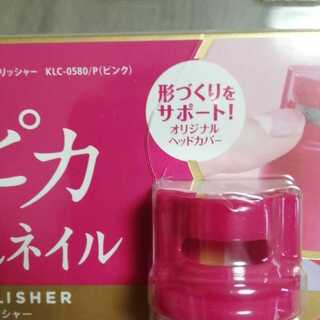 リッシャー KLC-0580/P(ピンク)
形づくりを
サポート!
オリジナル
ヘッドカバー
ピカ
ネイル
LISHER
シャー